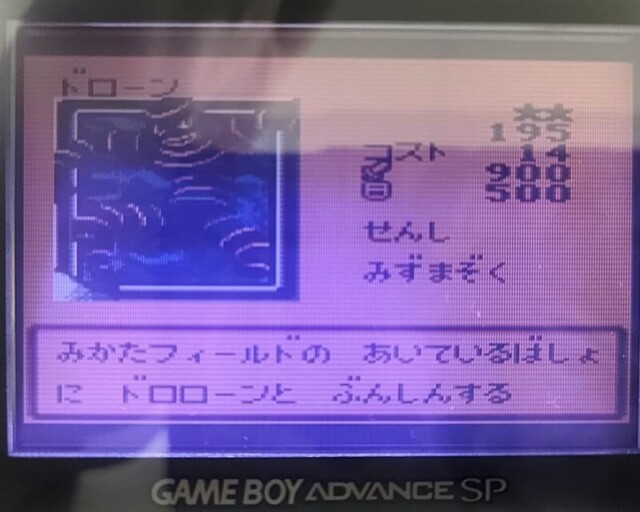 ドローン
★★
195
コスト 14
900
500
せんし
みずまぞく
みかたフィールドの あいているばしょ
に ドロローンと ぶんしんする
GAME BOY ADVANCE SP